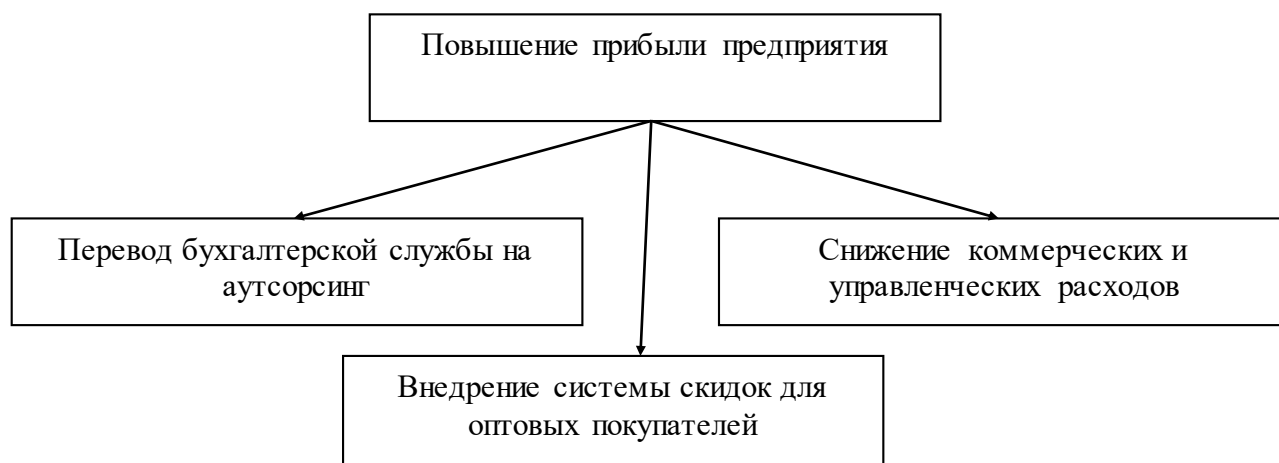 Повышение прибыли предприятия
Перевод бухгалтерской службы на
аутсорсинг
Снижение коммерческих и
управленческих расходов
Внедрение системы скидок для
оптовых покупателей